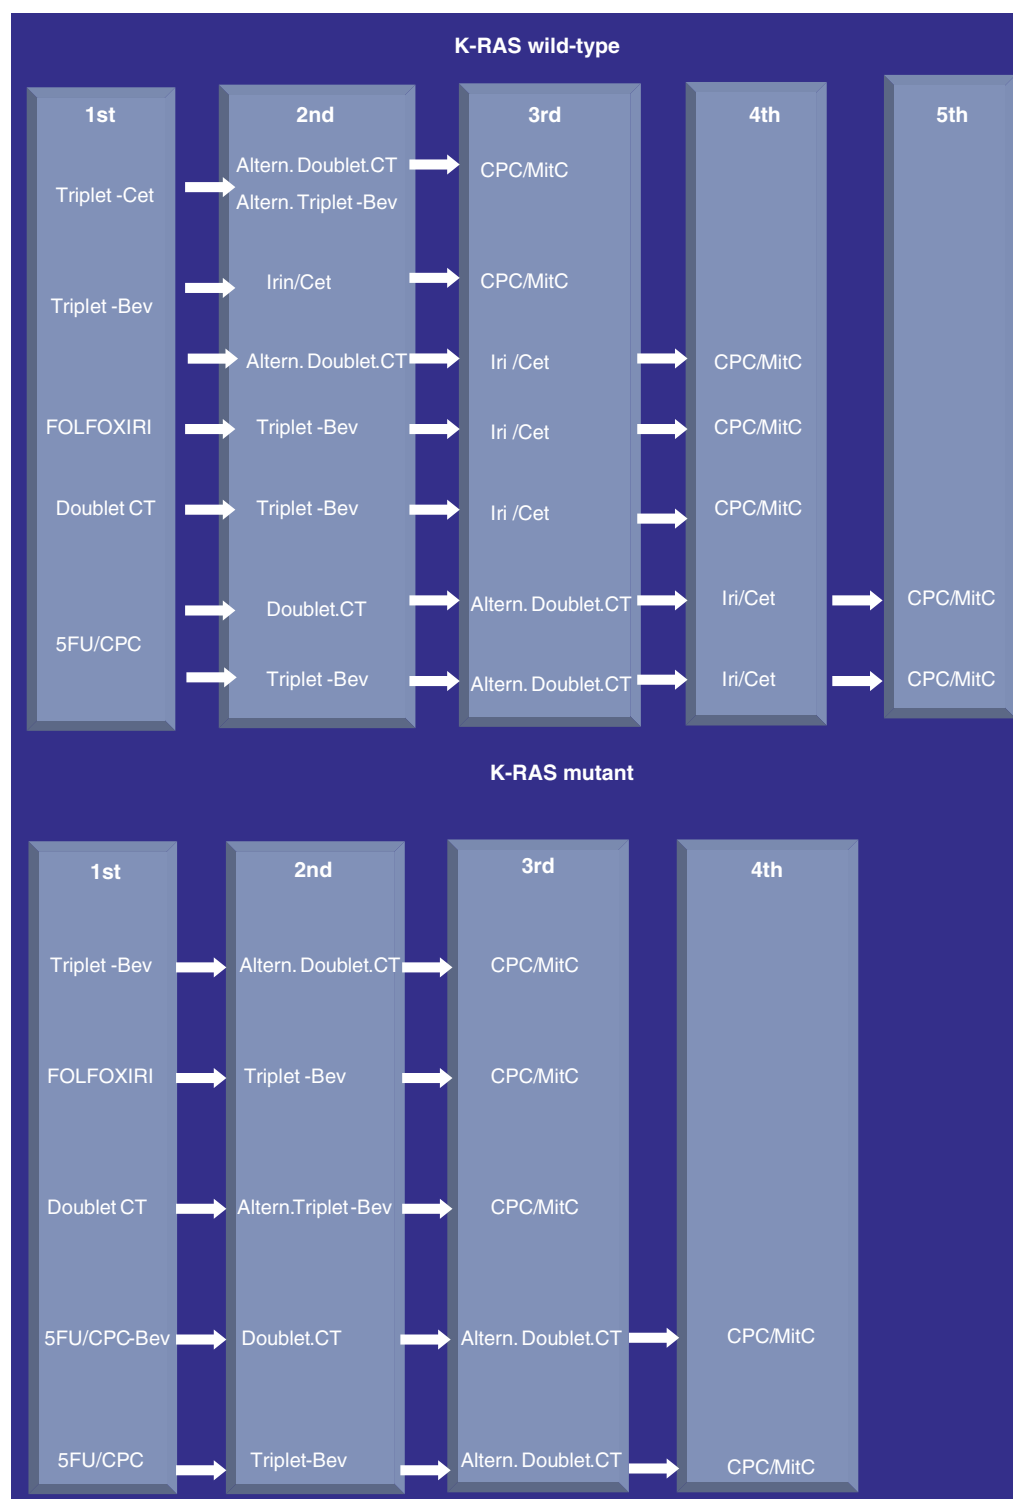 K-RAS wild-type
1st
2nd
3rd
4th
5th
Triplet -Cet
Altern. Doublet.CT
Altern. Triplet -Bev
CPC/MitC
Triplet -Bev
Irin/Cet
CPC/MitC
Altern. Doublet.CT
Iri /Cet
CPC/MitC
FOLFOXIRI
Triplet -Bev
Iri /Cet
CPC/MitC
Doublet CT
Triplet -Bev
Iri /Cet
CPC/MitC
5FU/CPC
Doublet.CT
Altern. Doublet.CT
Iri/Cet
CPC/MitC
Triplet -Bev
Altern. Doublet.CT
Iri/Cet
CPC/MitC
K-RAS mutant
1st
2nd
3rd
4th
Triplet -Bev
Altern. Doublet.CT
CPC/MitC
FOLFOXIRI
Triplet -Bev
CPC/MitC
Doublet CT
Altern.Triplet -Bev
CPC/MitC
5FU/CPC-Bev
Doublet.CT
Altern. Doublet.CT
CPC/MitC
5FU/CPC
Triplet-Bev
Altern. Doublet.CT
CPC/MitC